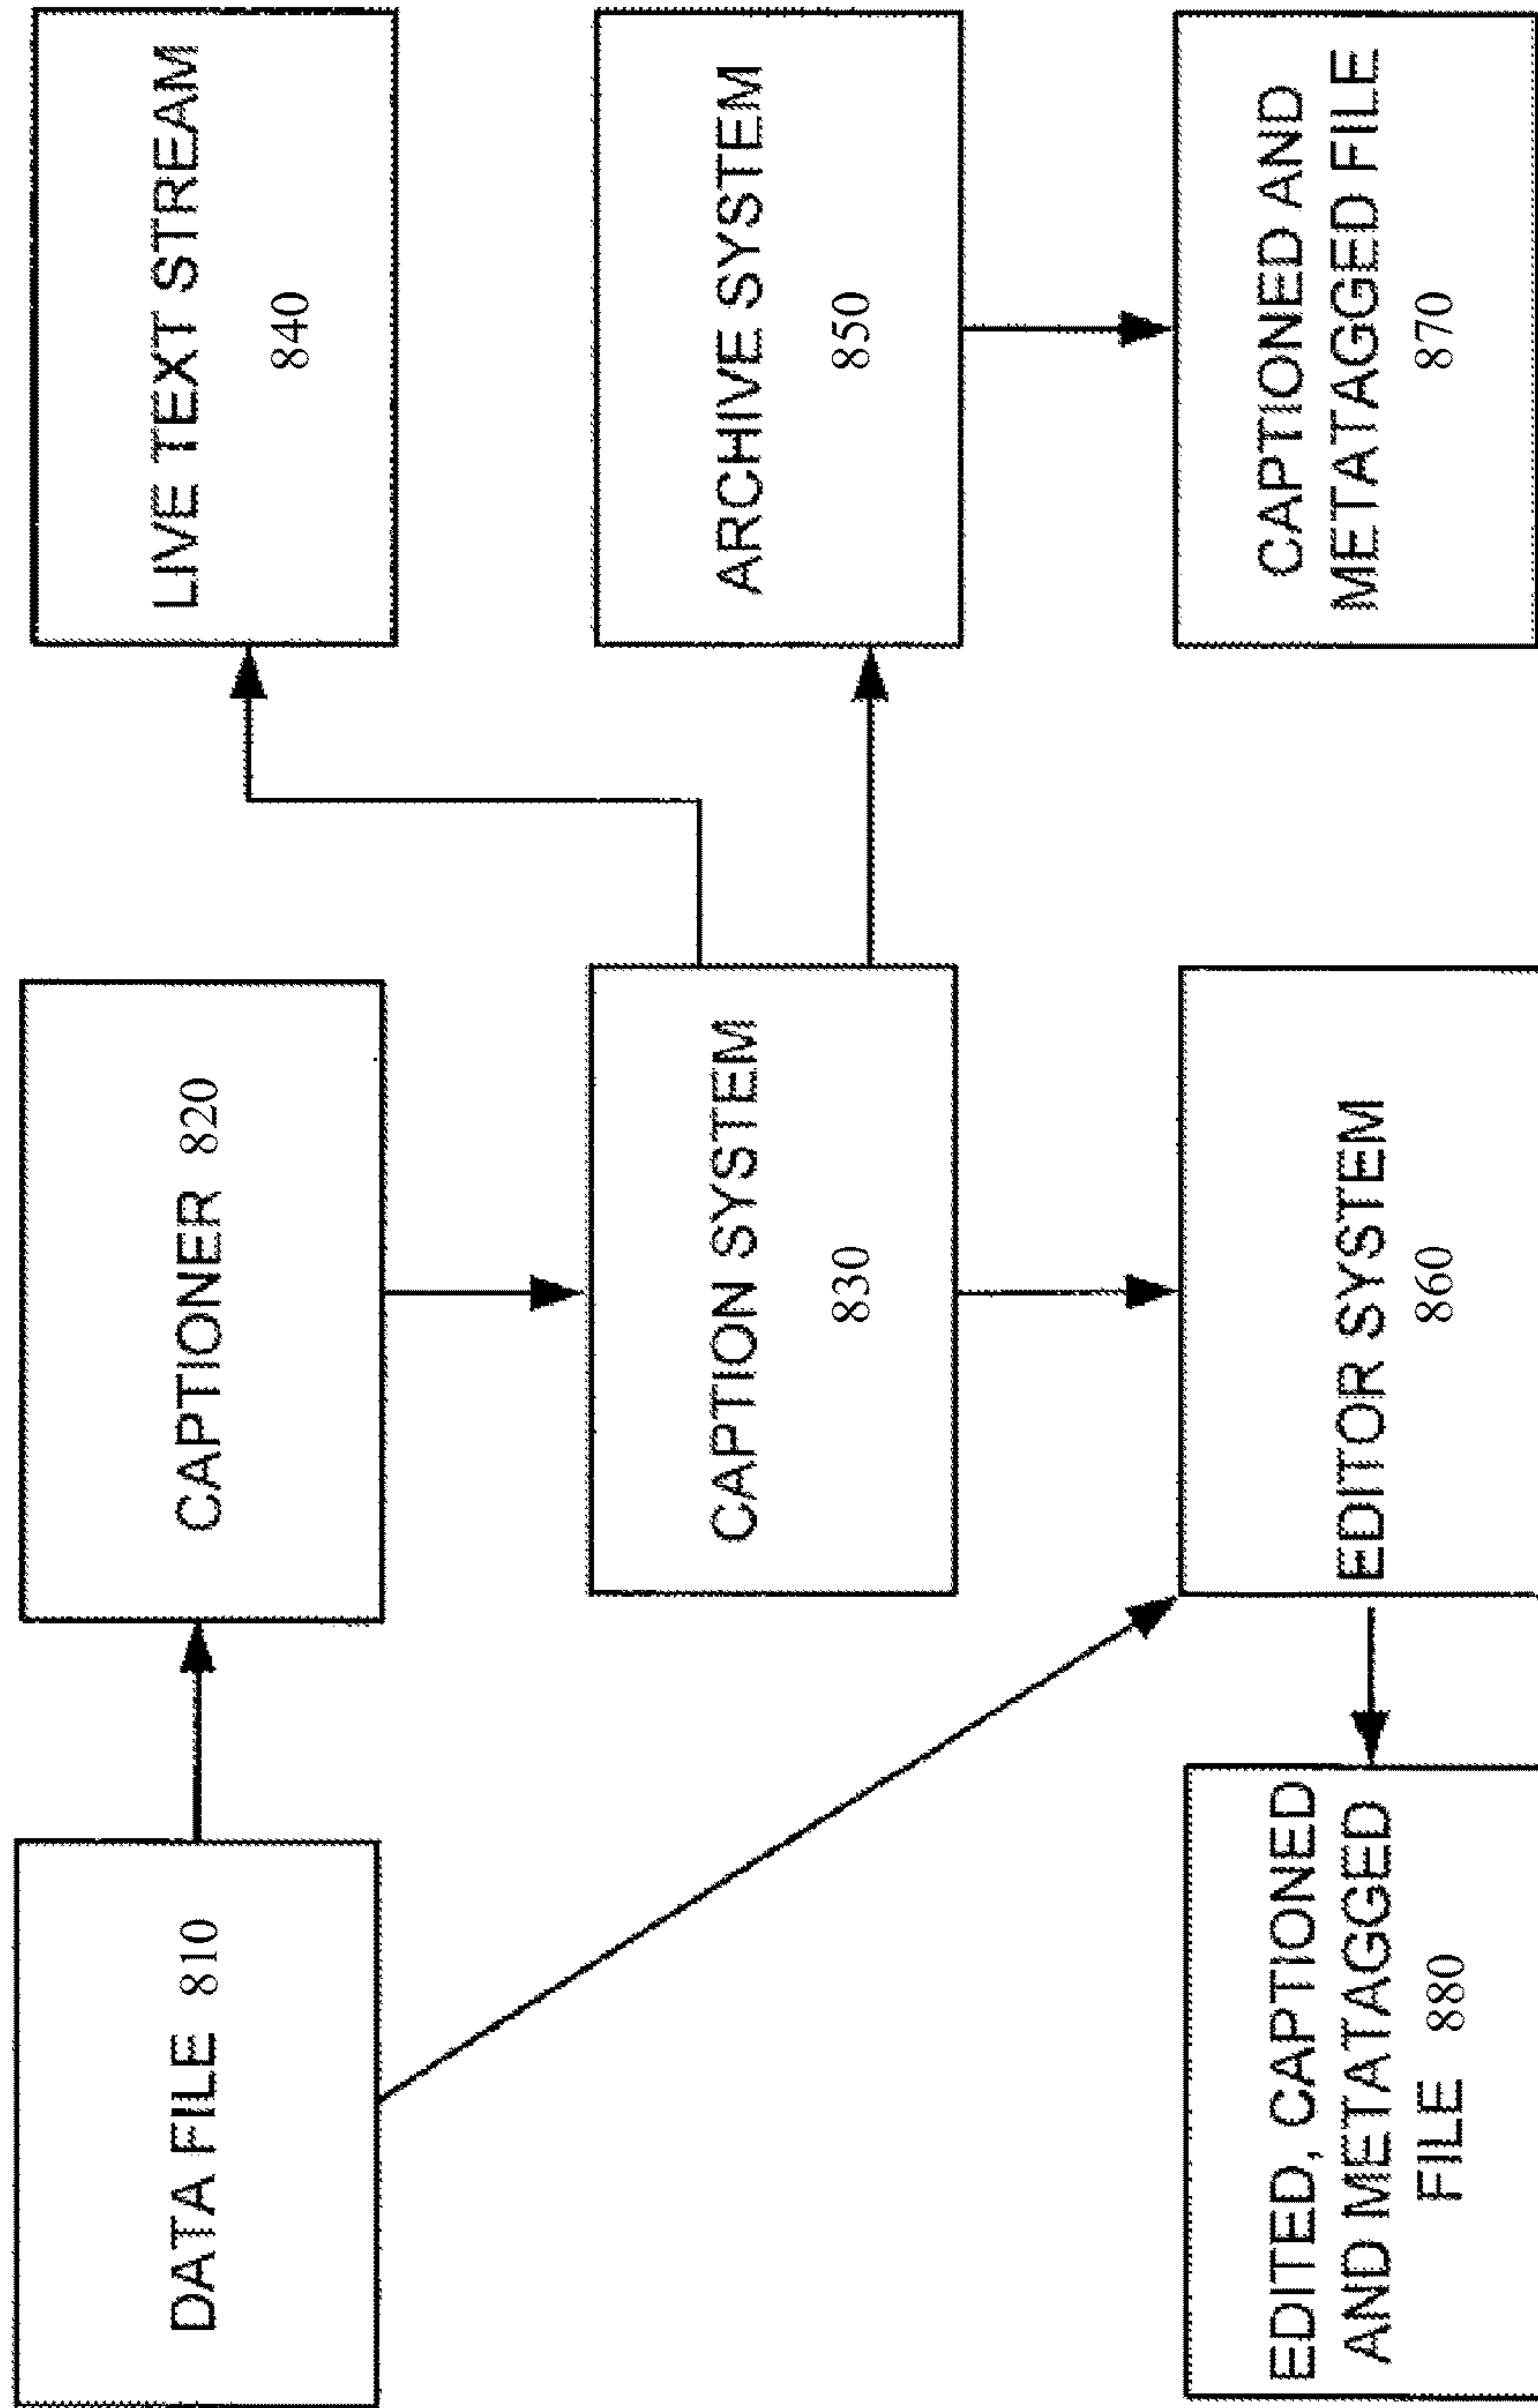 DATA FILE 810
CAPTIONER 820
LIVE TEXT STREAM
840
CAPTION SYSTEM
830
ARCHIVE SYSTEM
850
EDITED, CAPTIONED
AND METATAGGED
FILE 880
EDITOR SYSTEM
860
CAPTIONED AND
METATAGGED FILE
870